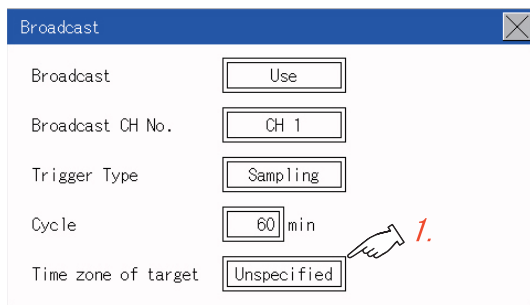 Broadcast
Broadcast Use
Broadcast CH No. CH 1
Trigger Type Sampling
Cycle 60 min
1.
Time zone of target Unspecified